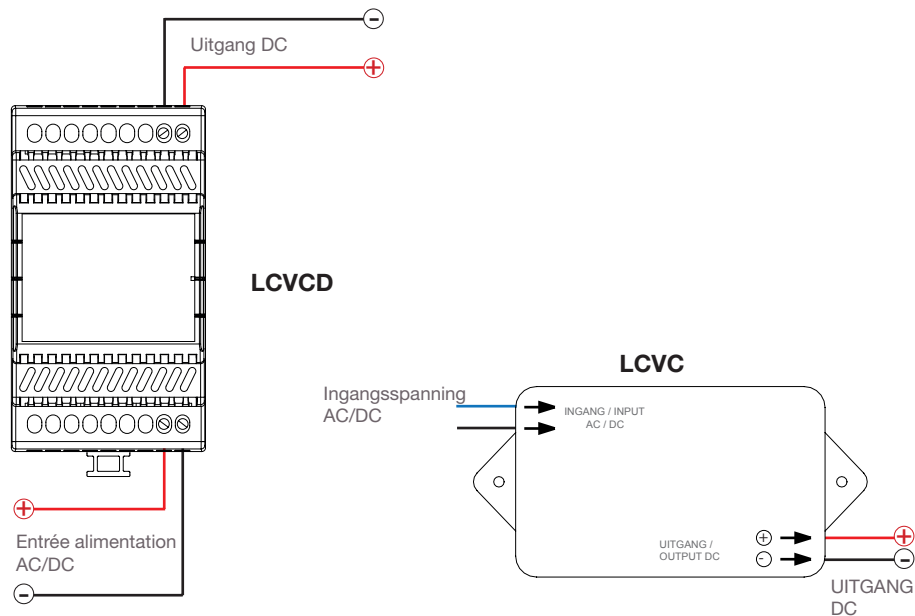 Uitgang DC
LCVCD
Entrée alimentation
AC/DC
LCVC
Ingangsspanning
AC/DC
INGANG / INPUT
AC / DC
UITGANG /
OUTPUT DC
UITGANG
DC